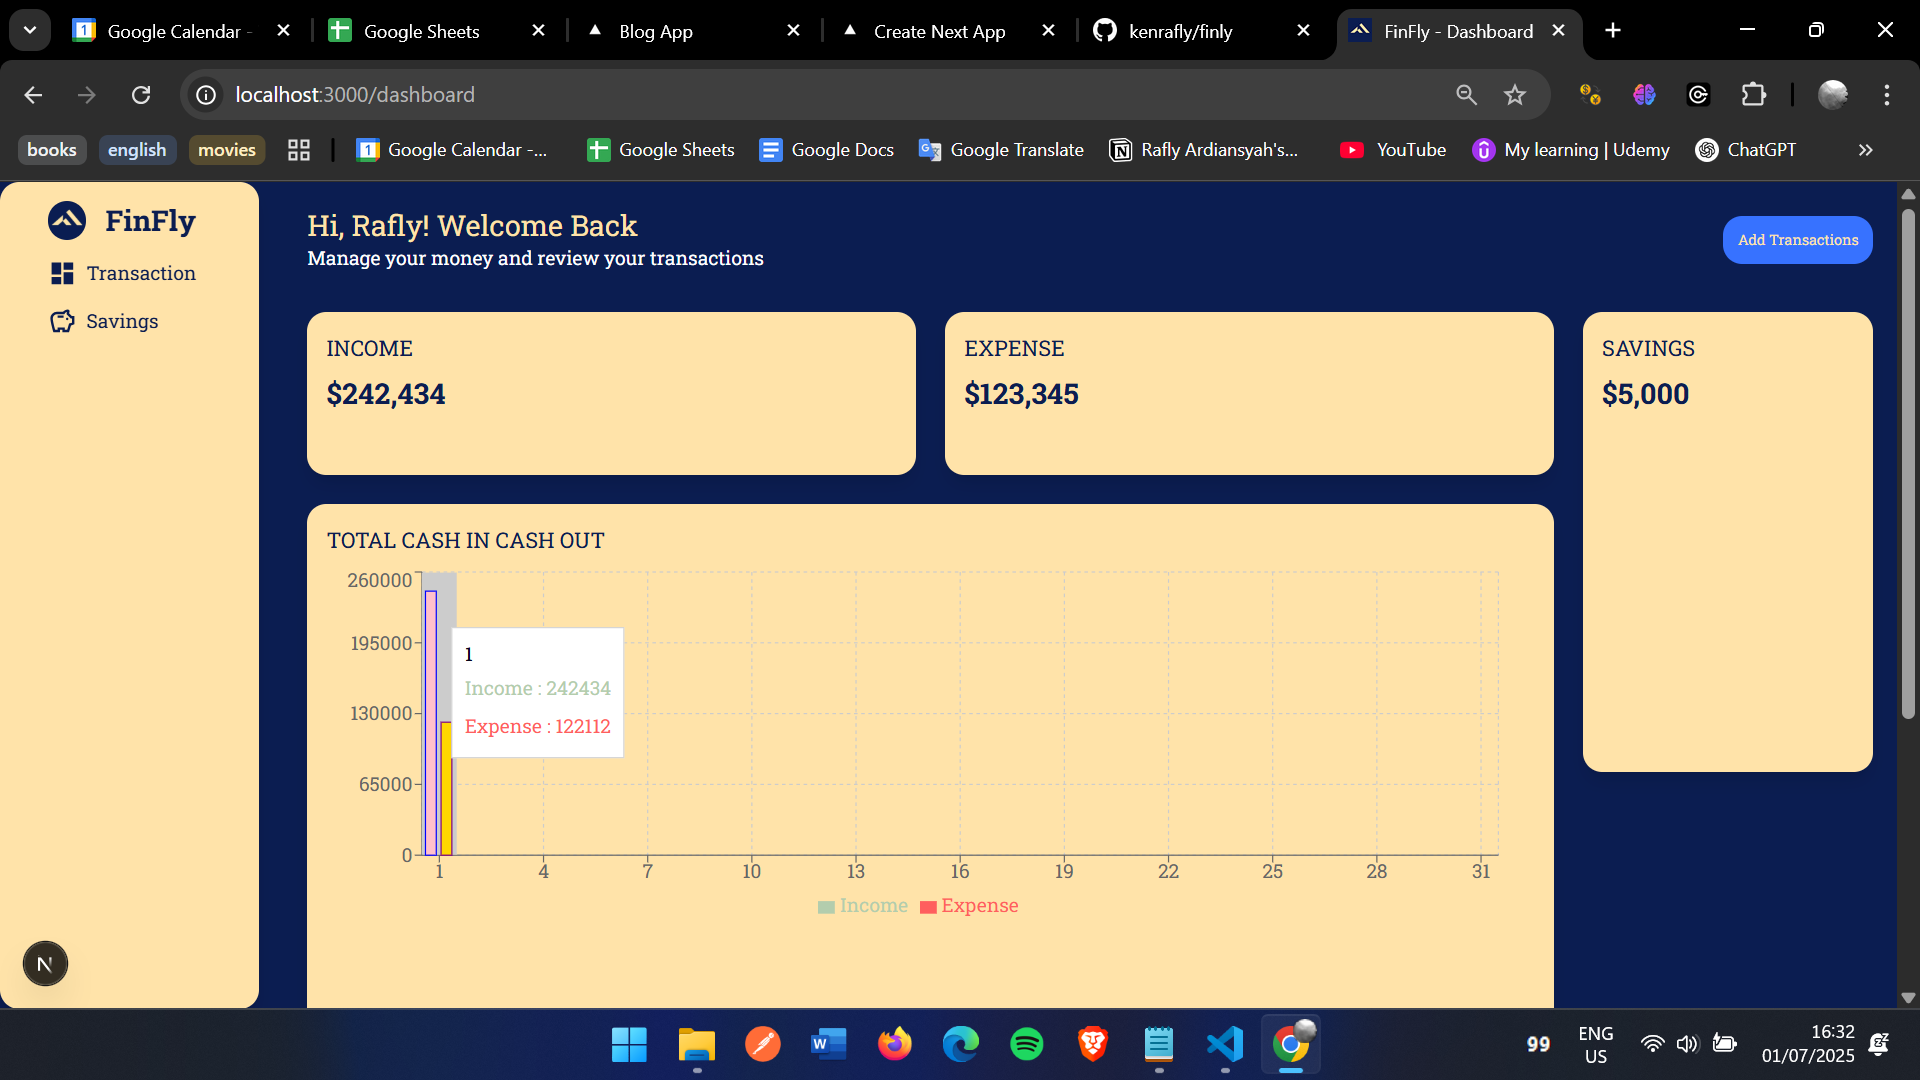 Google Calendar -
Google Sheets
Blog App
Create Next App
kenrafly/finly
FinFly - Dashboard
localhost:3000/dashboard
books
english
movies
Google Calendar -...
Google Sheets
Google Docs
Google Translate
Rafly Ardiansyah's...
YouTube
My learning | Udemy
ChatGPT
FinFly
Transaction
Savings
Hi, Rafly! Welcome Back
Manage your money and review your transactions
Add Transactions
INCOME
$242,434
EXPENSE
$123,345
SAVINGS
$5,000
TOTAL CASH IN CASH OUT
260000
195000
130000
65000
0
1
Income : 242434
Expense : 122112
1 4 7 10 13 16 19 22 25 28 31
Income Expense
N
99
ENG
US
16:32
01/07/2025